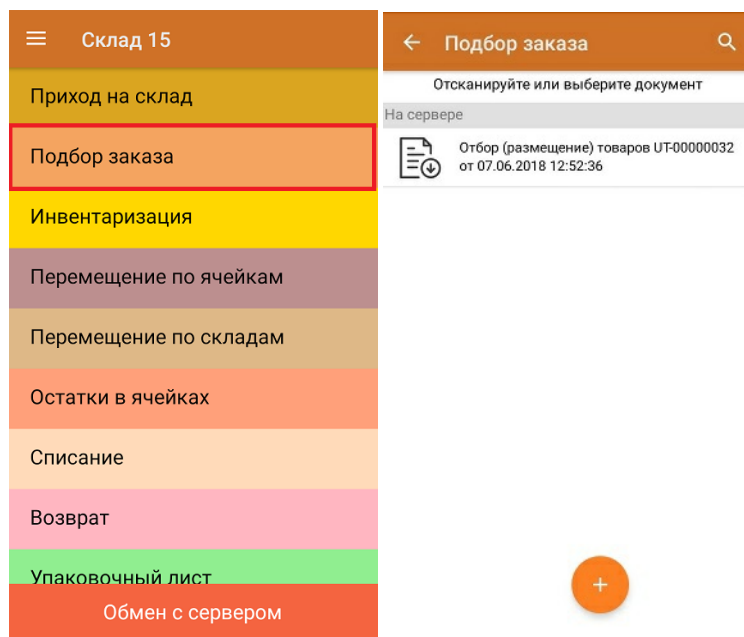 Склад 15
Приход на склад
Подбор заказа
Инвентаризация
Перемещение по ячейкам
Перемещение по складам
Остатки в ячейках
Списание
Возврат
Упаковочный лист
Обмен с сервером
Подбор заказа
Отсканируйте или выберите документ
На сервере
Отбор (размещение) товаров UT-00000032
от 07.06.2018 12:52:36
+